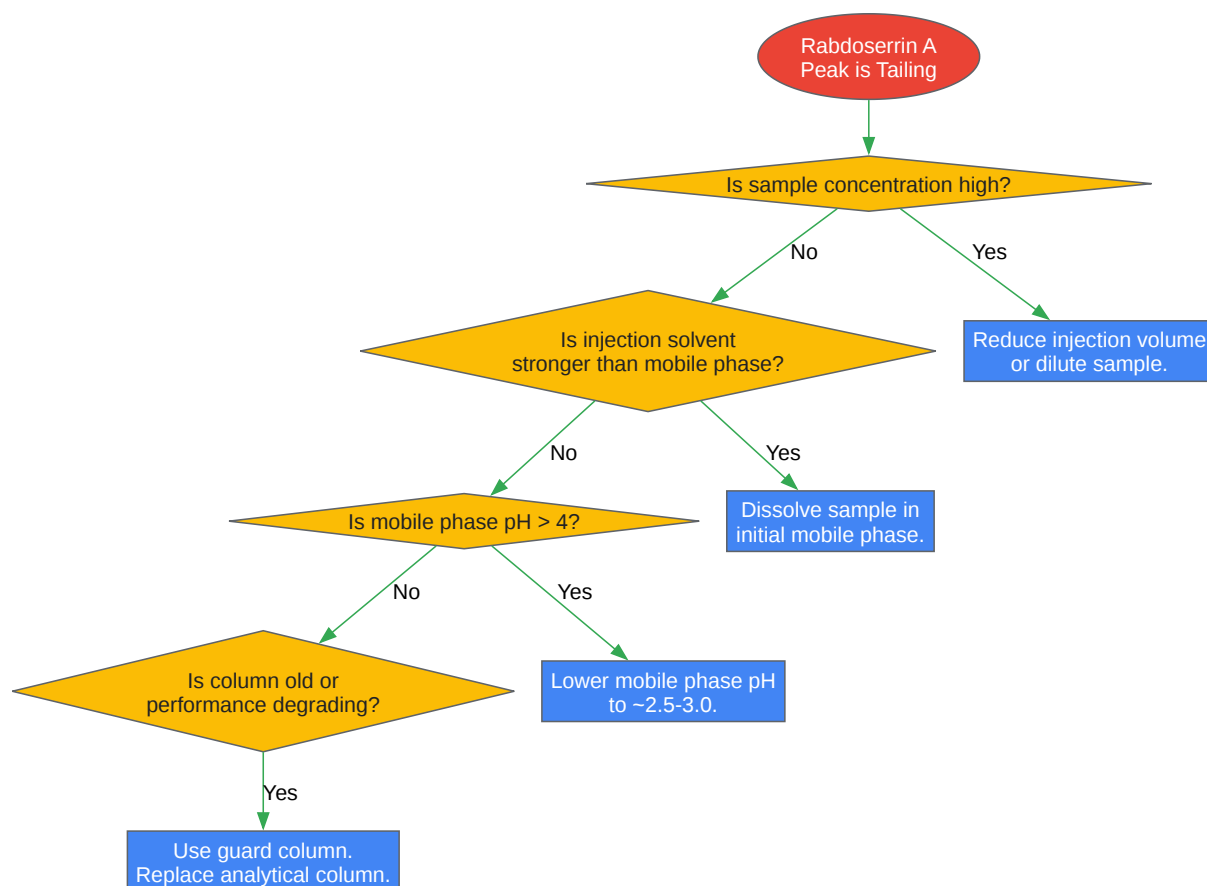 Rabdoserrin A
Peak is Tailing
Is sample concentration high?
No
Yes
Is injection solvent
stronger than mobile phase?
Reduce injection volume
or dilute sample.
No
Yes
Is mobile phase pH > 4?
Dissolve sample in
initial mobile phase.
No
Yes
Is column old or
performance degrading?
Lower mobile phase pH
to ~2.5-3.0.
Yes
Use guard column.
Replace analytical column.